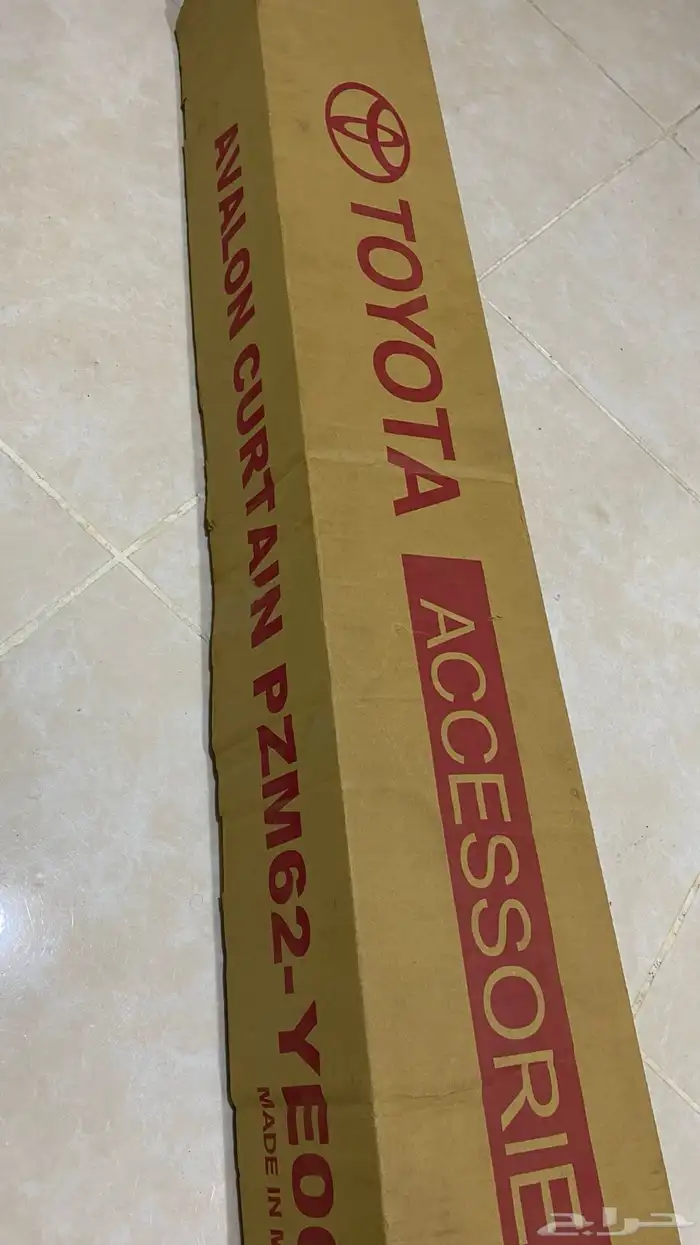 TOYOTA
ACCESSORIE
AVALON CURTAIN PZM62-YE0
MADE IN
حراج